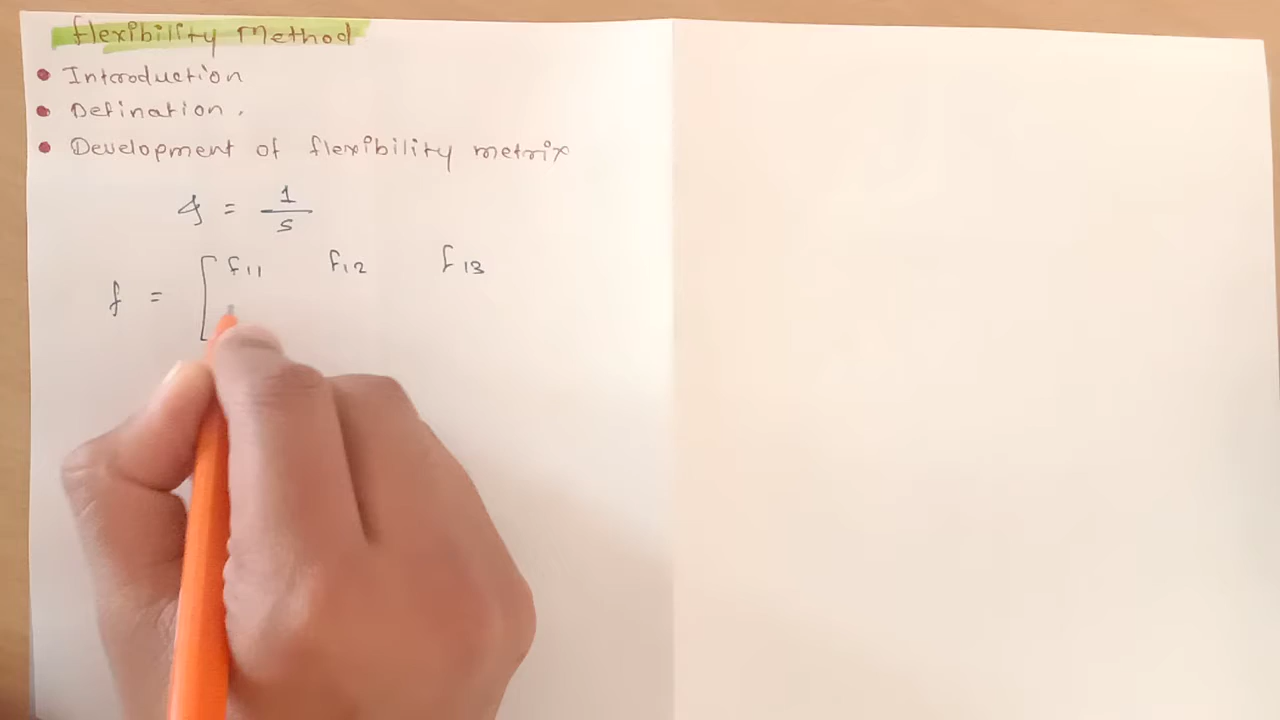 flexibility Method
Introduction
Defination.
Development of flexibility metrix
f = 1/s
f = [ f11 f12 f13